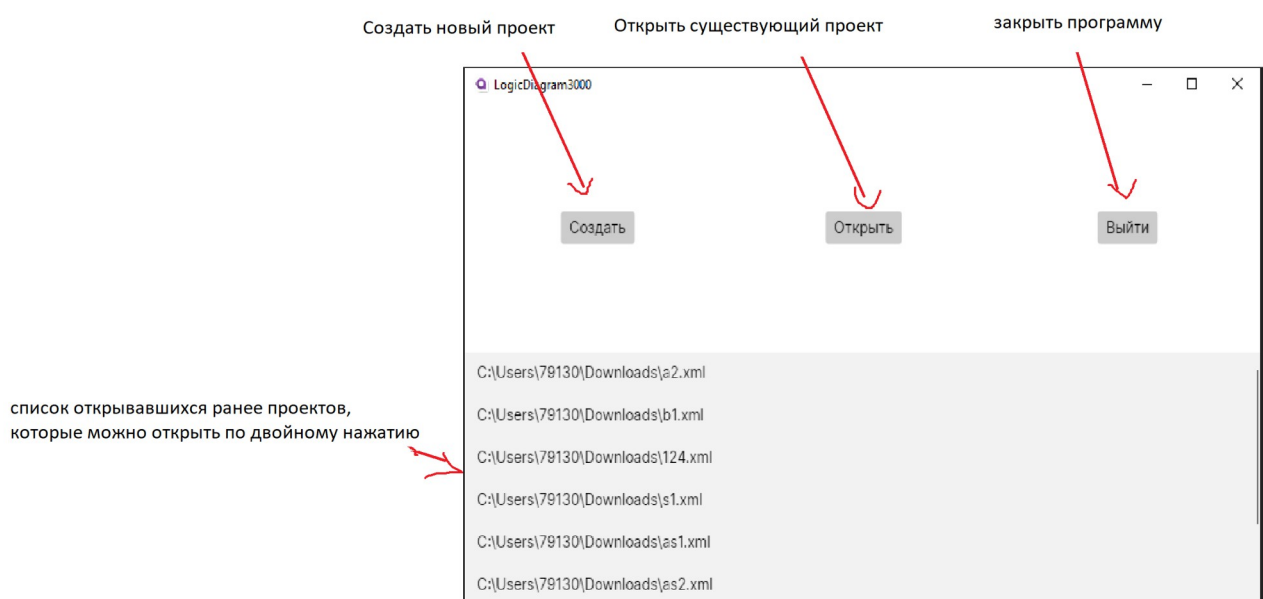 Создать новый проект
Открыть существующий проект
закрыть программу
LogicDiagram3000
Создать
Открыть
Выйти
список открывавшихся ранее проектов,
которые можно открыть по двойному нажатию
C:\Users\79130\Downloads\a2.xml
C:\Users\79130\Downloads\b1.xml
C:\Users\79130\Downloads\124.xml
C:\Users\79130\Downloads\s1.xml
C:\Users\79130\Downloads\as1.xml
C:\Users\79130\Downloads\as2.xml